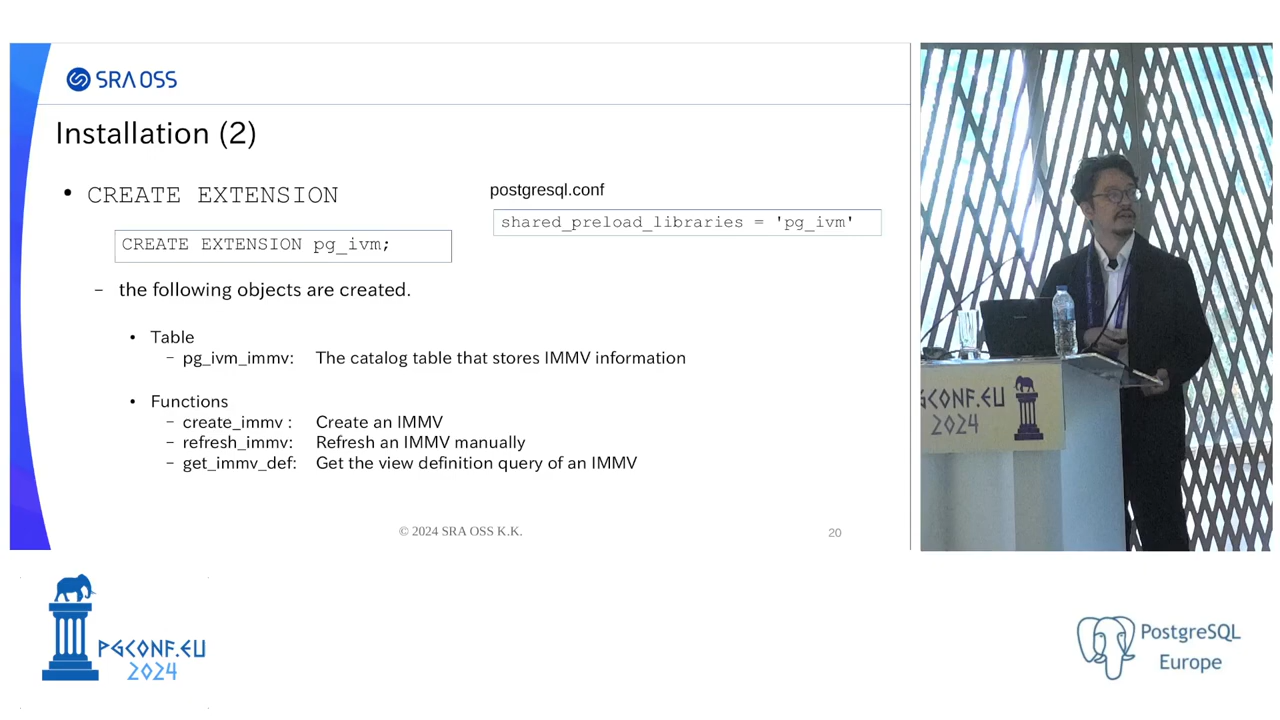 SRA OSS
Installation (2)
• CREATE EXTENSION
CREATE EXTENSION pg_ivm;
postgresql.conf
shared_preload_libraries = 'pg_ivm'
– the following objects are created.
• Table
– pg_ivm_immv: The catalog table that stores IMMV information
• Functions
– create_immv : Create an IMMV
– refresh_immv: Refresh an IMMV manually
– get_immv_def: Get the view definition query of an IMMV
© 2024 SRA OSS K.K.
20
GCONF.EU
2024
PGCONF.EU
2024
PostgreSQL
Europe